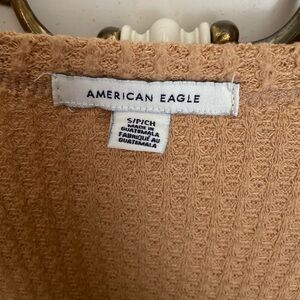 AMERICAN EAGLE
S/P/CH
MADE IN
GUATEMALA
FABRIQUÉ AU
GUATEMALA